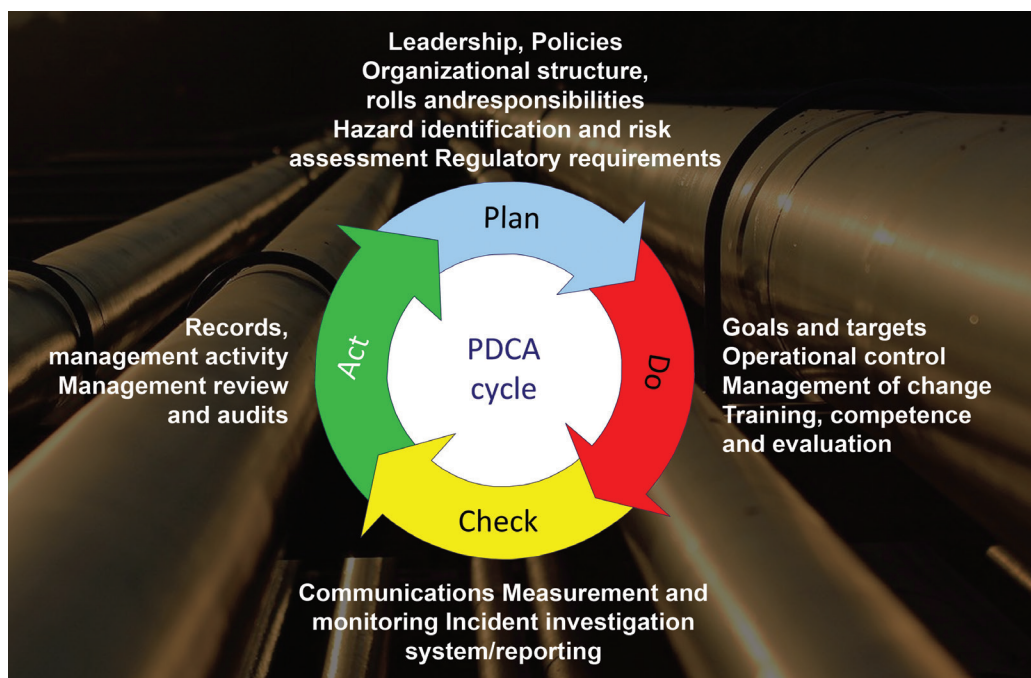 Leadership, Policies
Organizational structure,
rolls andresponsibilities
Hazard identification and risk
assessment Regulatory requirements
Plan
Do
Check
Act
PDCA
cycle
Goals and targets
Operational control
Management of change
Training, competence
and evaluation
Communications Measurement and
monitoring Incident investigation
system/reporting
Records,
management activity
Management review
and audits